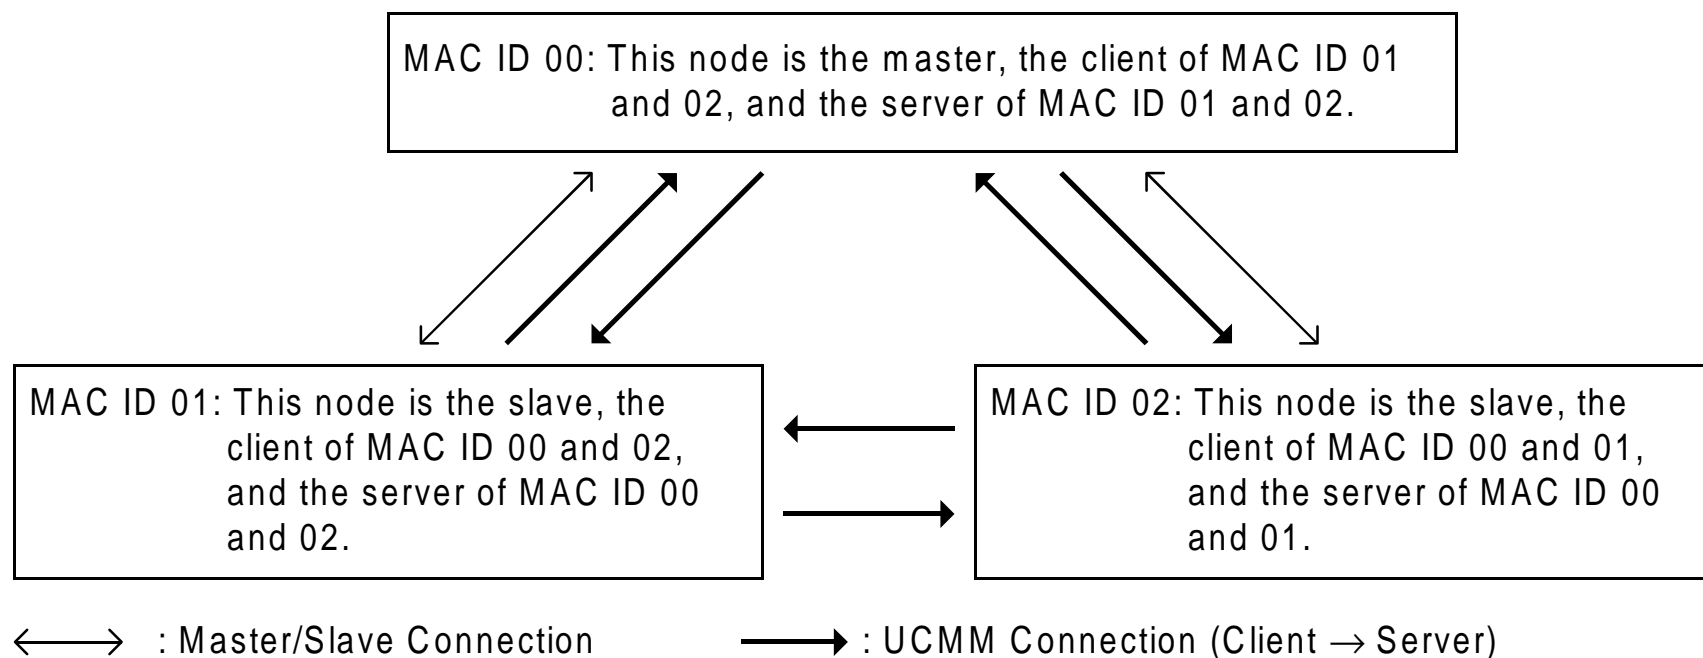 MAC ID 00: This node is the master, the client of MAC ID 01
and 02, and the server of MAC ID 01 and 02.
MAC ID 01: This node is the slave, the
client of MAC ID 00 and 02,
and the server of MAC ID 00
and 02.
MAC ID 02: This node is the slave, the
client of MAC ID 00 and 01,
and the server of MAC ID 00
and 01.
: Master/Slave Connection
: UCMM Connection (Client → Server)